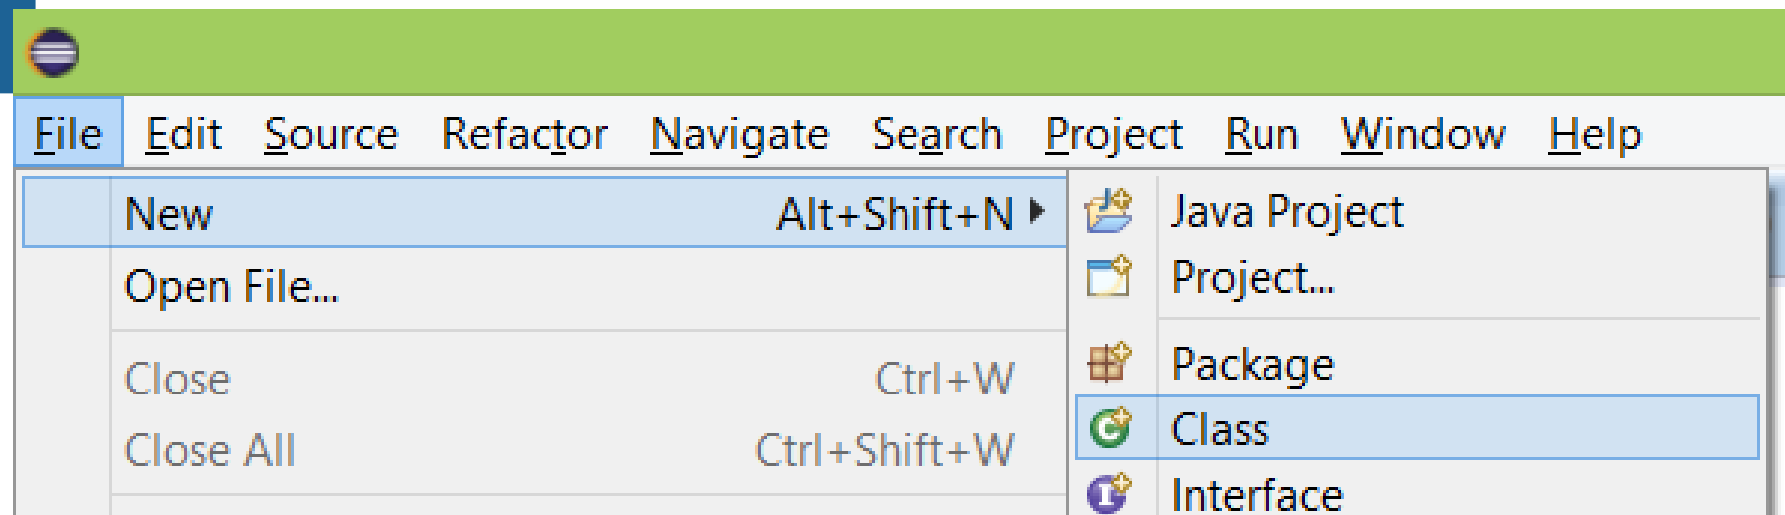 File Edit Source Refactor Navigate Search Project Run Window Help
New Alt+Shift+N
Open File...
Close Ctrl+W
Close All Ctrl+Shift+W
Java Project
Project...
Package
Class
Interface